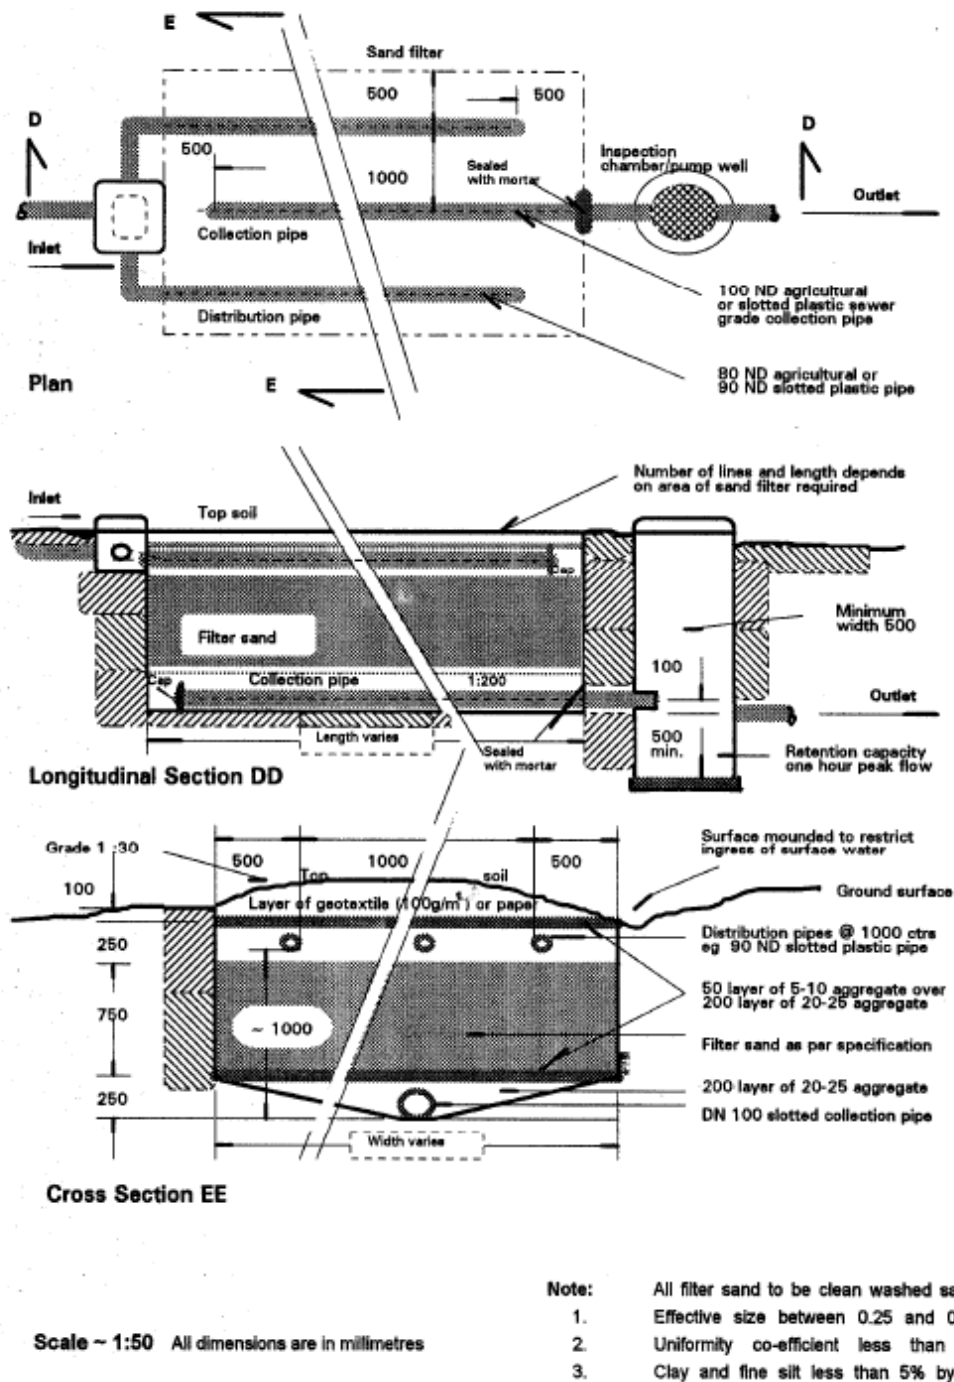 E
Sand filter
500
500
D
D
500
1000
Sealed
with mortar
Inspection
chamber/pump well
Outlet
Collection pipe
Inlet
Distribution pipe
100 ND agricultural
or slotted plastic sewer
grade collection pipe
80 ND agricultural or
90 ND slotted plastic pipe
Plan
E
Number of lines and length depends
on area of sand filter required
Inlet
Top soil
Cap
Filter sand
Minimum
width 500
100
Cap
Collection pipe
1:200
Outlet
Length varies
Sealed
with mortar
500
min.
Retention capacity
one hour peak flow
Longitudinal Section DD
Grade 1 :30
500
1000
500
Surface mounded to restrict
ingress of surface water
100
Top soil
Ground surface
Layer of geotextile (100g/m ) or paper
250
Distribution pipes @ 1000 ctrs
eg 90 ND slotted plastic pipe
50 layer of 5-10 aggregate over
200 layer of 20-25 aggregate
750
~ 1000
Filter sand as per specification
250
200 layer of 20-25 aggregate
DN 100 slotted collection pipe
Width varies
Cross Section EE
Note: All filter sand to be clean washed
1. Effective size between 0.25 and
Scale ~ 1:50 All dimensions are in millimetres
2. Uniformity co-efficient less than
3. Clay and fine silt less than 5% by